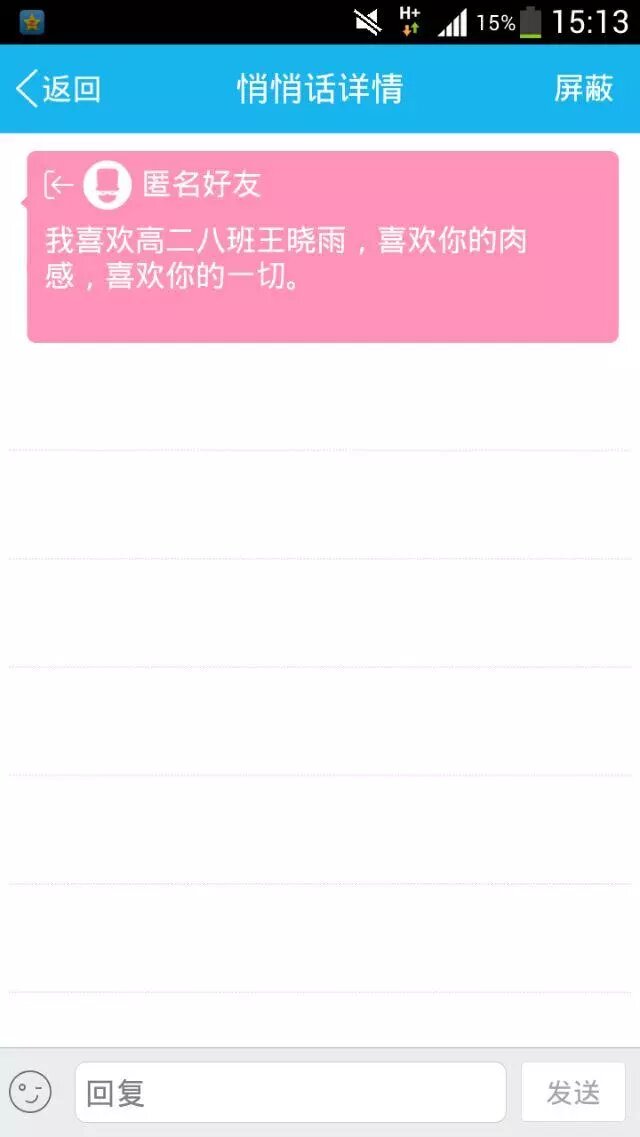 H+ 15% 15:13
返回 悄悄话详情 屏蔽
匿名好友
我喜欢高二八班王晓雨，喜欢你的肉
感，喜欢你的一切。
回复 发送